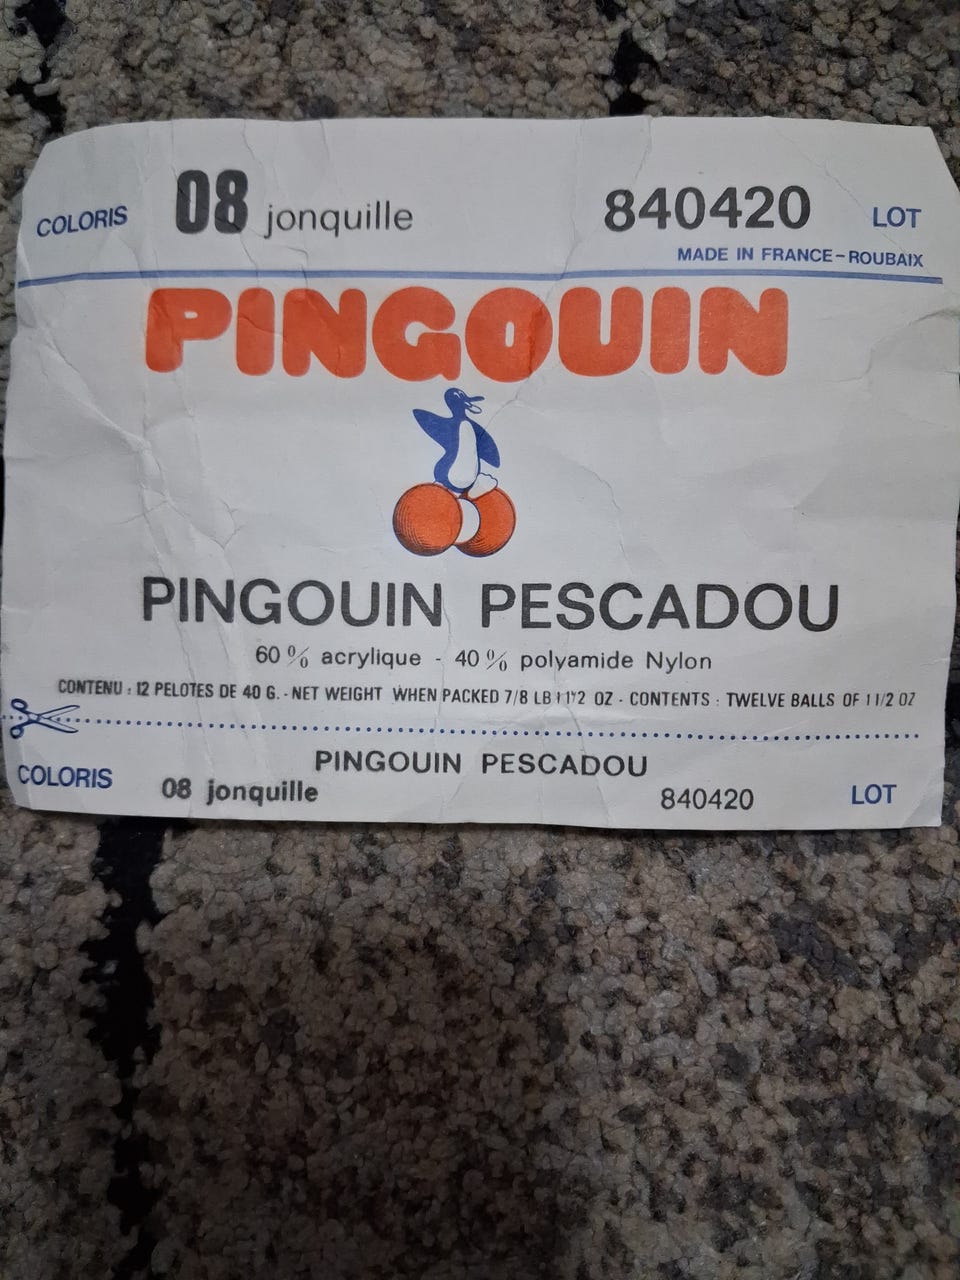 COLORIS 08 jonquille 840420 LOT
MADE IN FRANCE-ROUBAIX
PINGOUIN
PINGOUIN PESCADOU
60% acrylique - 40% polyamide Nylon
CONTENU : 12 PELOTES DE 40 G. - NET WEIGHT WHEN PACKED 7/8 LB 1 1/2 OZ - CONTENTS : TWELVE BALLS OF 1 1/2 OZ
PINGOUIN PESCADOU
COLORIS 08 jonquille 840420 LOT